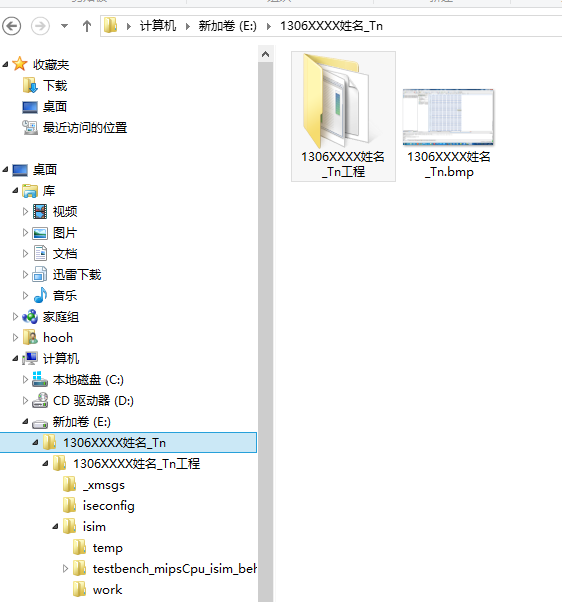 计算机 新加卷 (E:) 1306XXXX姓名_Tn
收藏夹
下载
桌面
最近访问的位置
桌面
库
视频
图片
文档
迅雷下载
音乐
家庭组
hooh
计算机
本地磁盘 (C:)
CD 驱动器 (D:)
新加卷 (E:)
1306XXXX姓名_Tn
1306XXXX姓名_Tn工程
_xmsgs
iseconfig
isim
temp
testbench_mipsCpu_isim_beh
work
1306XXXX姓名
_Tn工程
1306XXXX姓名
_Tn.bmp